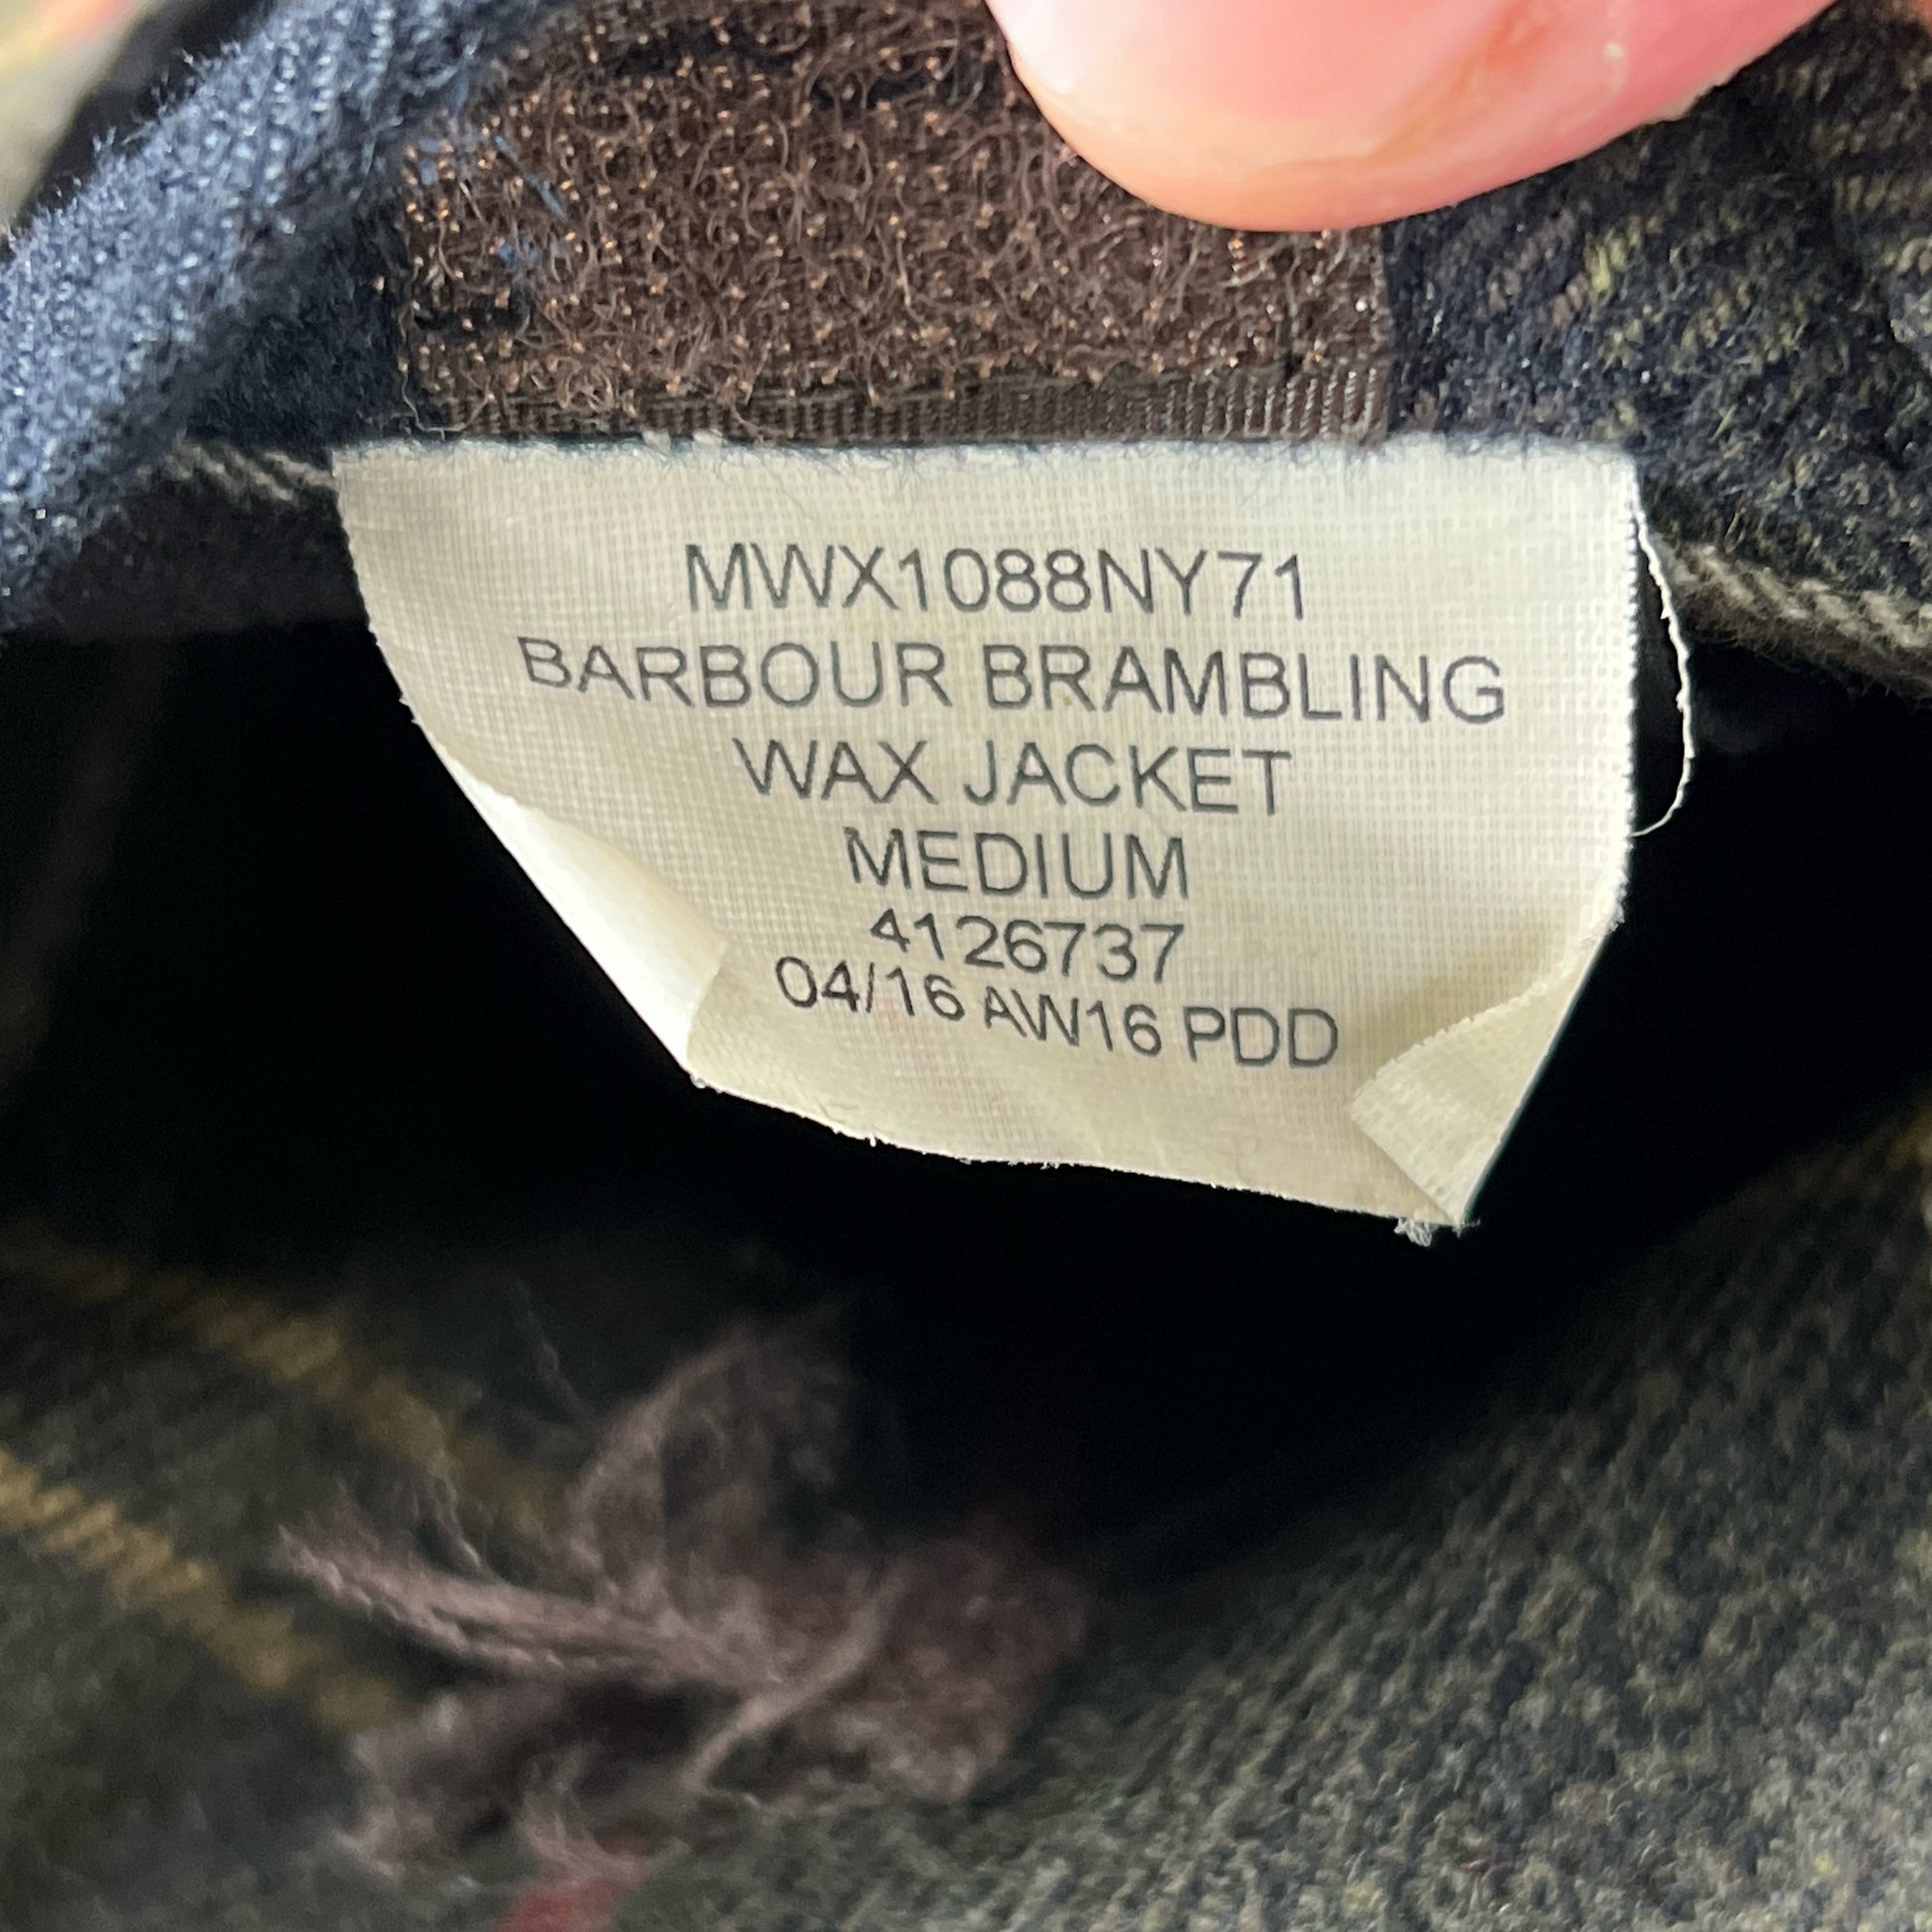 MWX1088NY71
BARBOUR BRAMBLING
WAX JACKET
MEDIUM
4126737
04/16 AW16 PDD